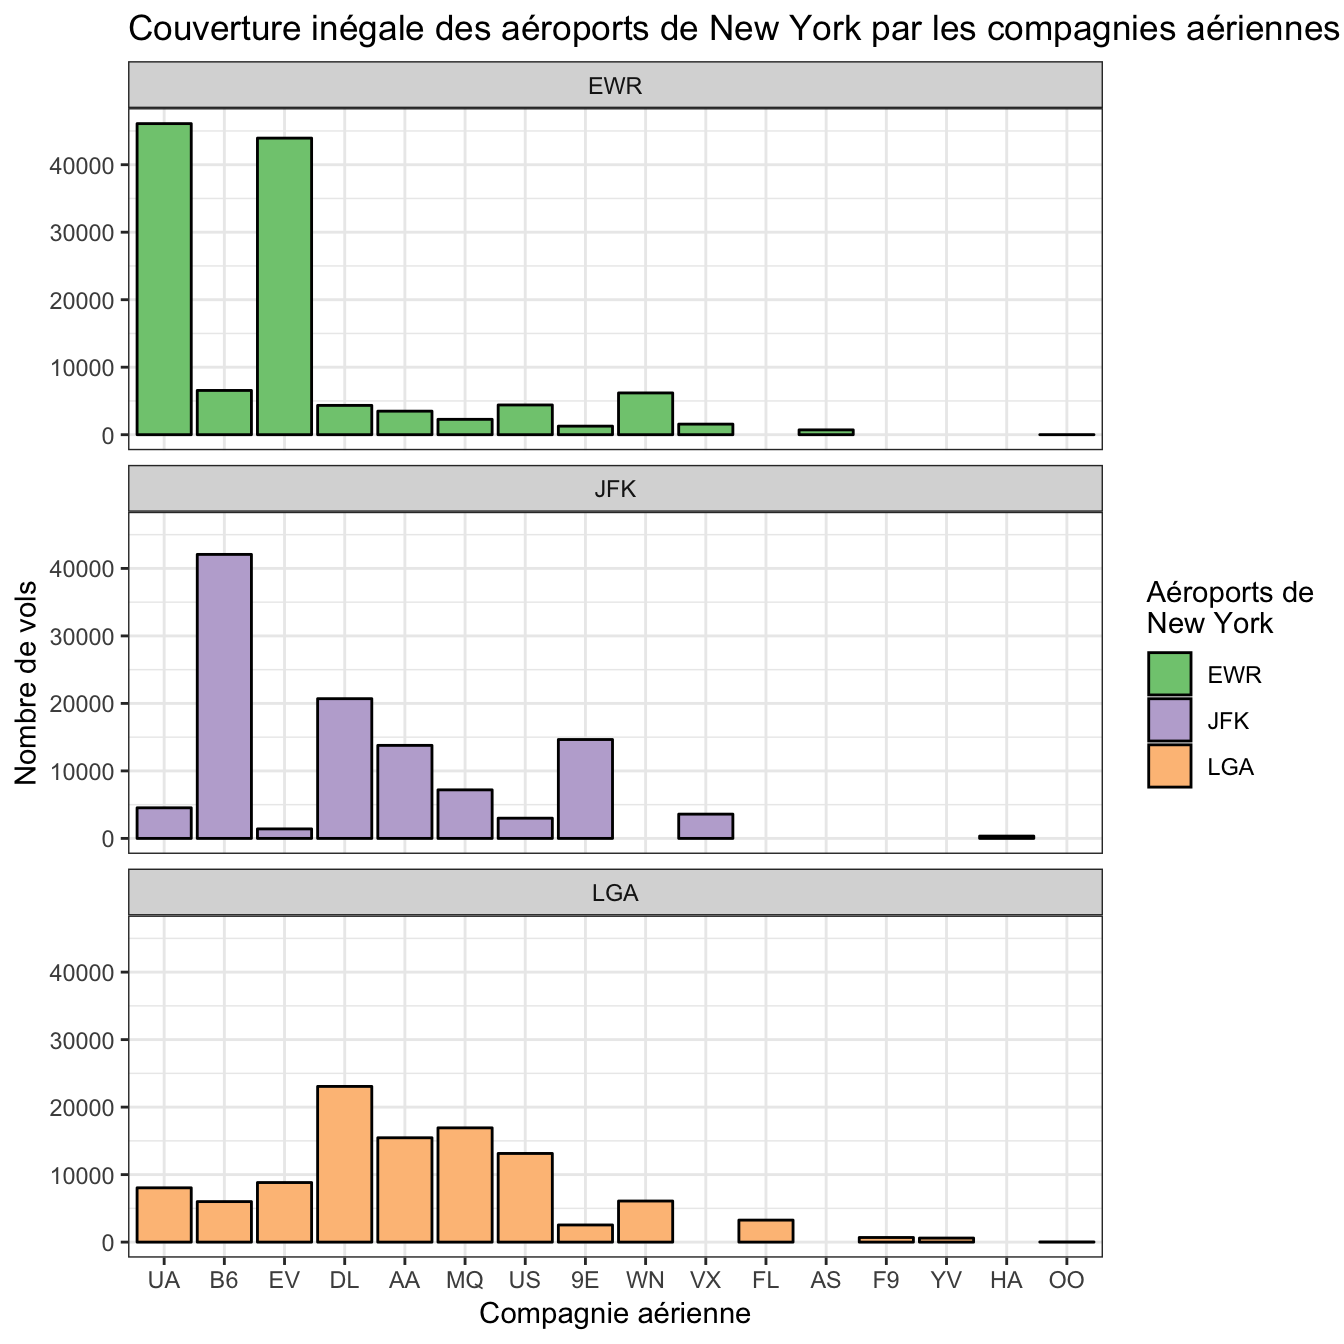 Couverture inégale des aéroports de New York par les compagnies aériennes
EWR
40000
30000
20000
10000
0
JFK
40000
30000
20000
10000
0
LGA
40000
30000
20000
10000
0
UA B6 EV DL AA MQ US 9E WN VX FL AS F9 YV HA OO
Compagnie aérienne
Nombre de vols
Aéroports de
New York
EWR
JFK
LGA